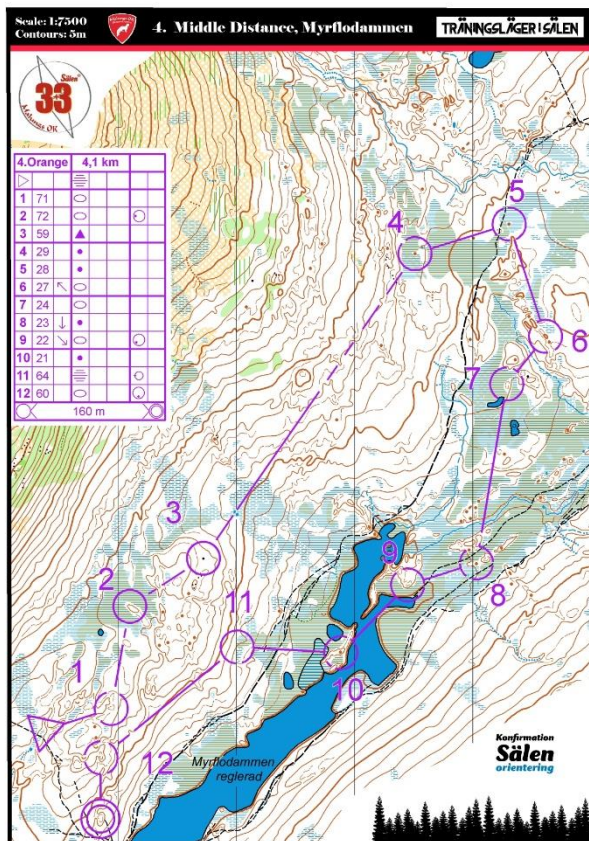 Scale: 1:7500
Contours: 5m
4. Middle Distance, Myrflodammen
TRÄNINGSLÄGER I SÄLEN
Sälen
33
Malungs OK
4.Orange 4,1 km
1 71
2 72
3 59
4 29
5 28
6 27
7 24
8 23
9 22
10 21
11 64
12 60
160 m
4
5
6
7
3
9
2
8
11
1
10
12
Myrflodammen
reglerad
Konfirmation
Sälen
orientering